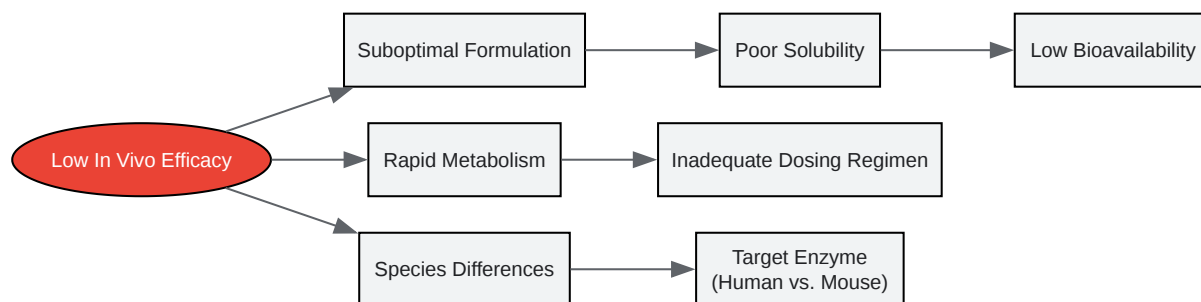 Suboptimal Formulation
Poor Solubility
Low Bioavailability
Low In Vivo Efficacy
Rapid Metabolism
Inadequate Dosing Regimen
Species Differences
Target Enzyme
(Human vs. Mouse)